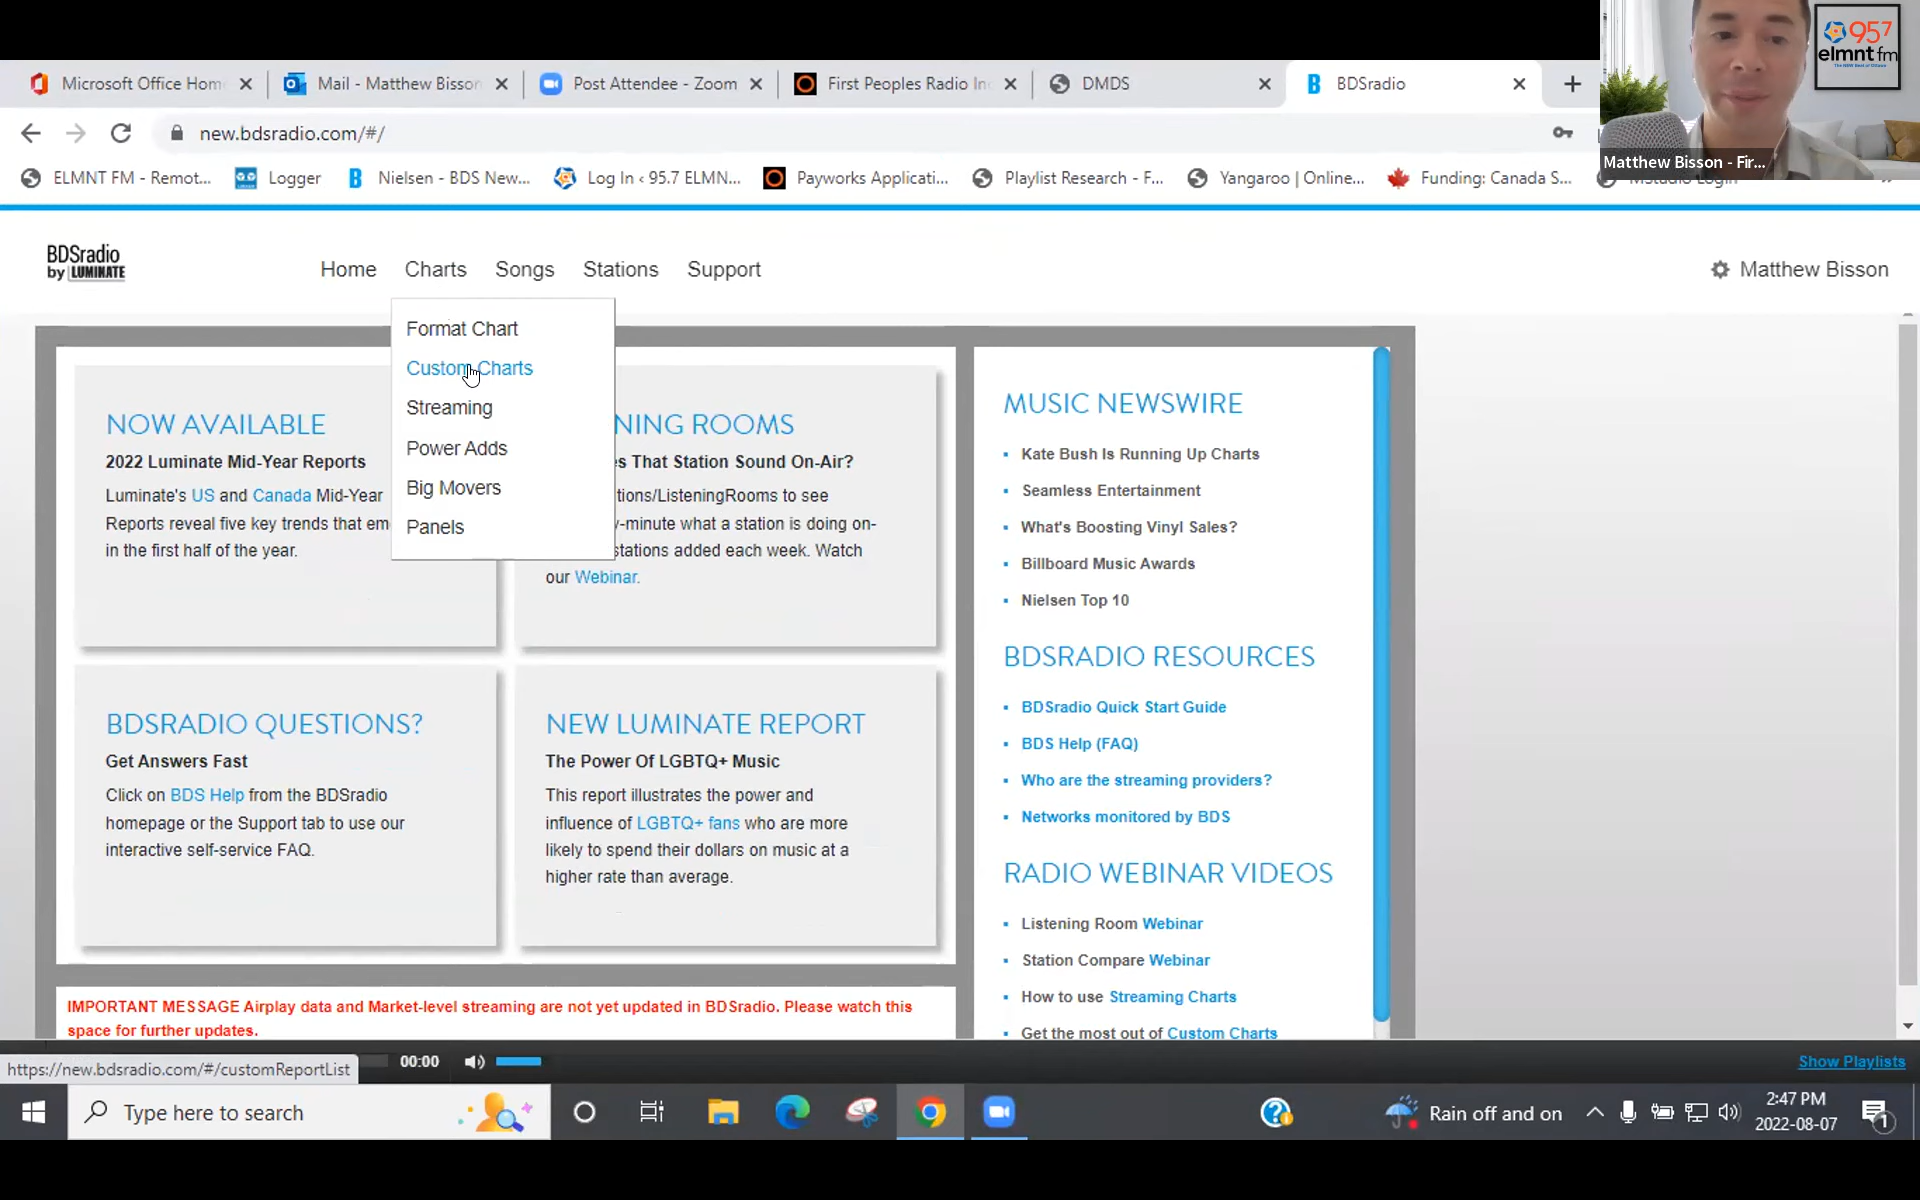 Microsoft Office Hom
Mail - Matthew Bisson
Post Attendee - Zoom
First Peoples Radio In
DMDS
BDSradio
957
elmnt fm
new.bdsradio.com/#/
Matthew Bisson - Fir...
ELMNT FM - Remot...
Logger
Nielsen - BDS New...
Log In ‹ 95.7 ELMN...
Payworks Applicati...
Playlist Research - F...
Yangaroo | Online...
Funding: Canada S...
BDSradio
by LUMINATE
Home
Charts
Songs
Stations
Support
Matthew Bisson
Format Chart
Custom Charts
Streaming
Power Adds
Big Movers
Panels
NOW AVAILABLE
2022 Luminate Mid-Year Reports
Luminate's US and Canada Mid-Year
Reports reveal five key trends that em
in the first half of the year.
NING ROOMS
s That Station Sound On-Air?
tions/ListeningRooms to see
y-minute what a station is doing on-
stations added each week. Watch
our Webinar.
BDSRADIO QUESTIONS?
Get Answers Fast
Click on BDS Help from the BDSradio
homepage or the Support tab to use our
interactive self-service FAQ.
NEW LUMINATE REPORT
The Power Of LGBTQ+ Music
This report illustrates the power and
influence of LGBTQ+ fans who are more
likely to spend their dollars on music at a
higher rate than average.
MUSIC NEWSWIRE
Kate Bush Is Running Up Charts
Seamless Entertainment
What's Boosting Vinyl Sales?
Billboard Music Awards
Nielsen Top 10
BDSRADIO RESOURCES
BDSradio Quick Start Guide
BDS Help (FAQ)
Who are the streaming providers?
Networks monitored by BDS
RADIO WEBINAR VIDEOS
Listening Room Webinar
Station Compare Webinar
How to use Streaming Charts
Get the most out of Custom Charts
IMPORTANT MESSAGE Airplay data and Market-level streaming are not yet updated in BDSradio. Please watch this
space for further updates.
https://new.bdsradio.com/#/customReportList
00:00
Show Playlists
Type here to search
Rain off and on
2:47 PM
2022-08-07
1